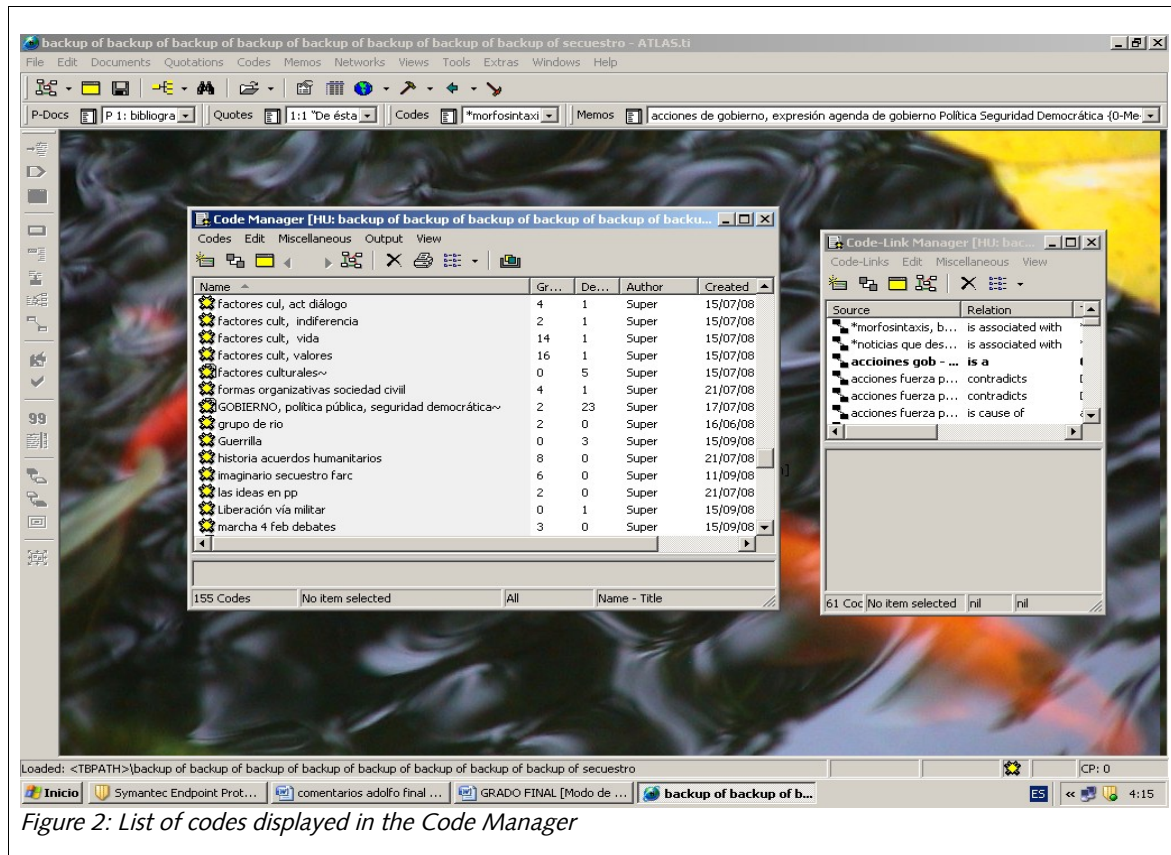 backup of backup of backup of backup of backup of backup of backup of backup of secuestro - ATLAS.ti
File Edit Documents Quotations Codes Memos Networks Views Tools Extras Windows Help
P-Docs P 1: bibliogra Quotes 1:1 "De ésta Codes *morfosintaxi Memos acciones de gobierno, expresión agenda de gobierno Política Seguridad Democrática {0-Me-
Code Manager [HU: backup of backup of backup of backup of backup of backu...
Codes Edit Miscellaneous Output View
Name Gr... De... Author Created
factores cul, act diálogo 4 1 Super 15/07/08
factores cult, indiferencia 2 1 Super 15/07/08
factores cult, vida 14 1 Super 15/07/08
factores cult, valores 16 1 Super 15/07/08
factores culturales~ 0 5 Super 15/07/08
formas organizativas sociedad civiil 4 1 Super 21/07/08
GOBIERNO, política pública, seguridad democrática~ 2 23 Super 17/07/08
grupo de rio 2 0 Super 16/06/08
Guerrilla 0 3 Super 15/09/08
historia acuerdos humanitarios 8 0 Super 21/07/08
imaginario secuestro farc 6 0 Super 11/09/08
las ideas en pp 2 0 Super 21/07/08
Liberación vía militar 0 1 Super 15/09/08
marcha 4 feb debates 3 0 Super 15/09/08
155 Codes No item selected All Name - Title
Code-Link Manager [HU: bac...
Code-Links Edit Miscellaneous View
Source Relation
*morfosintaxis, b... is associated with
*noticias que des... is associated with
accioines gob - ... is a
acciones fuerza p... contradicts
acciones fuerza p... contradicts
acciones fuerza p... is cause of
61 Coc No item selected nil nil
99
Loaded: <TBPATH>\backup of backup of backup of backup of backup of backup of backup of backup of secuestro CP: 0
Inicio Symantec Endpoint Prot... comentarios adolfo final ... GRADO FINAL [Modo de ... backup of backup of b... ES « 4:15
Figure 2: List of codes displayed in the Code Manager